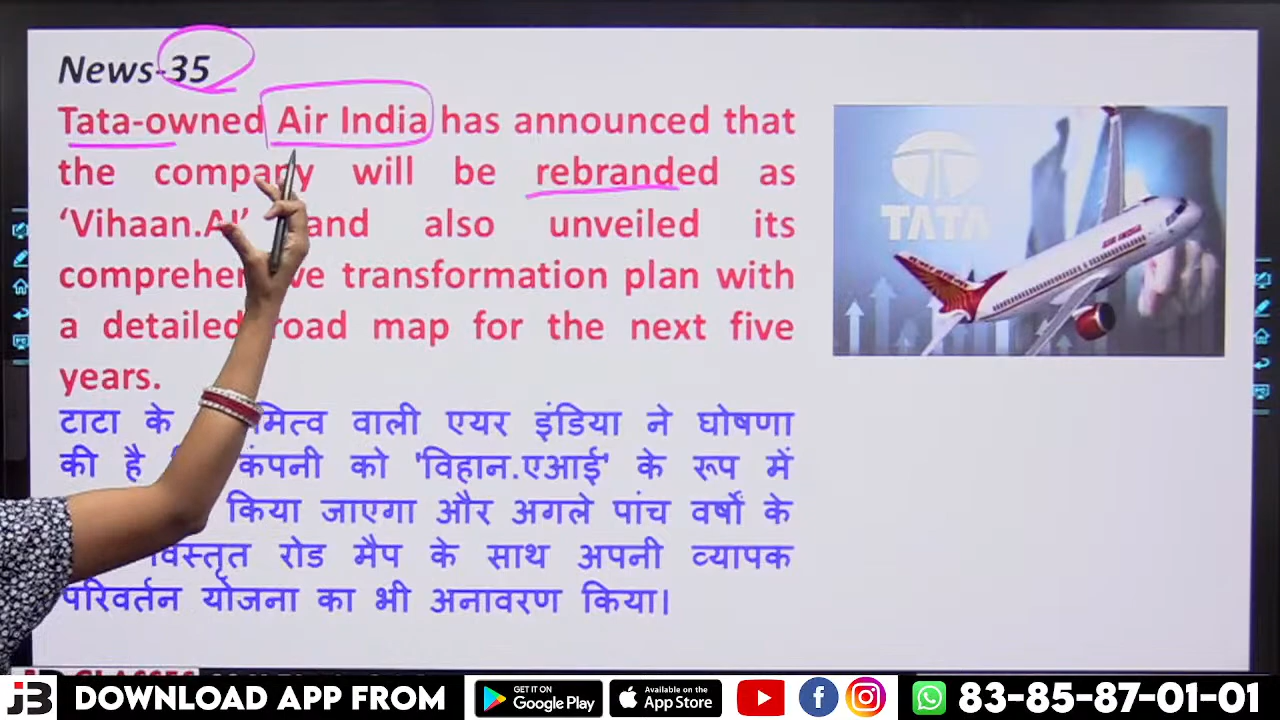 News-35
Tata-owned Air India has announced that
the company will be rebranded as
‘Vihaan.AI’ and also unveiled its
transformation plan with
a detailed road map for the next five
years.
टाटा के वाली एयर इंडिया ने घोषणा
की है कंपनी को 'विहान.एआई' के रूप में
किया जाएगा और अगले पांच वर्षों के
विस्तृत रोड मैप के साथ अपनी व्यापक
परिवर्तन योजना का भी अनावरण किया।
TATA
AIR INDIA
JB
DOWNLOAD APP FROM
GET IT ON
Google Play
Available on the
App Store
83-85-87-01-01